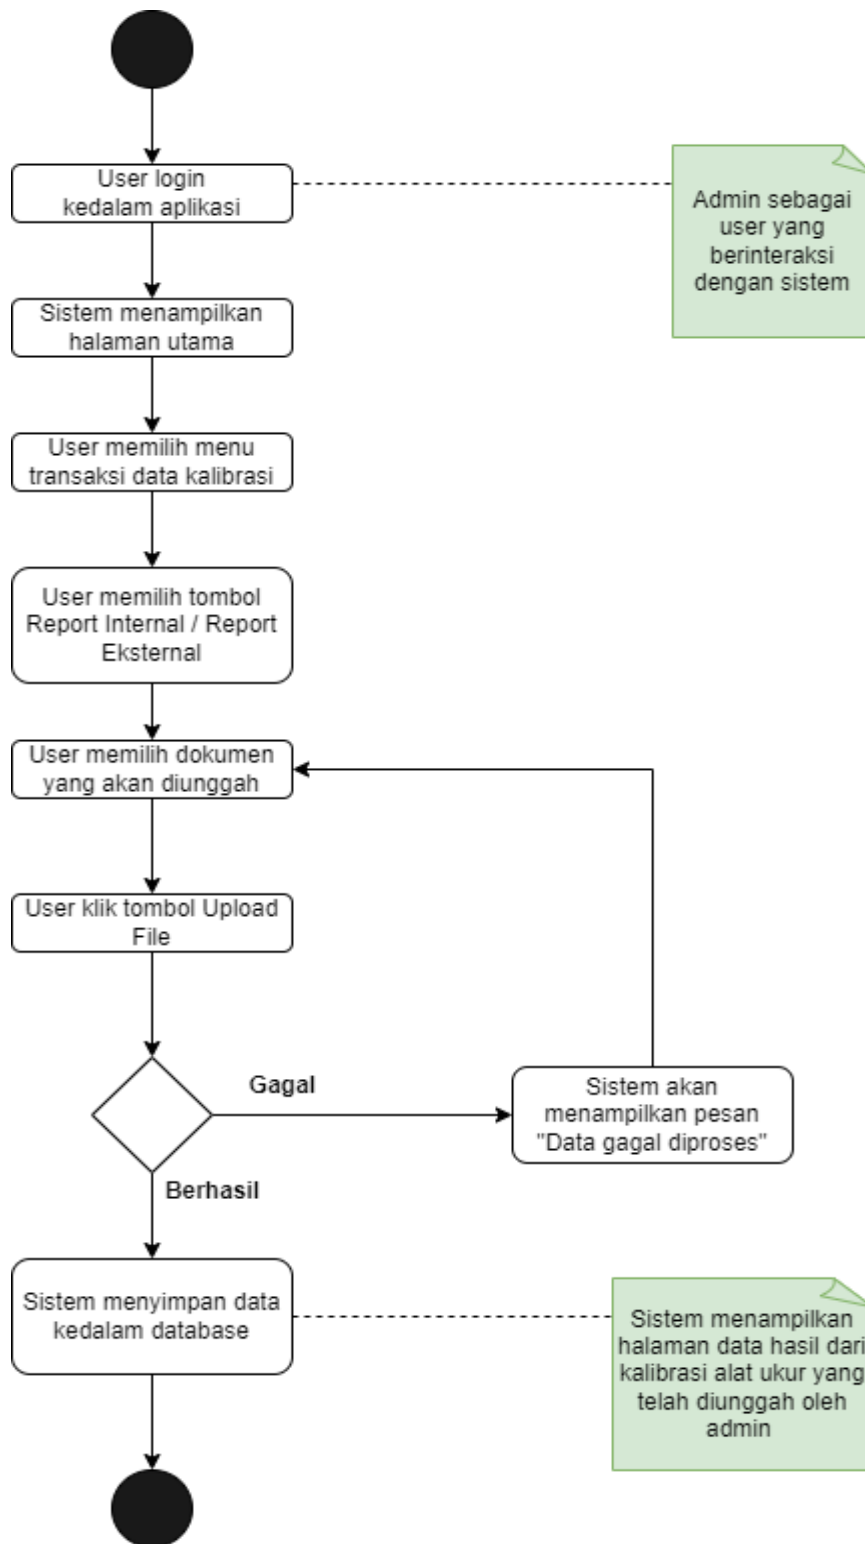 User login
kedalam aplikasi
Admin sebagai
user yang
berinteraksi
dengan sistem
Sistem menampilkan
halaman utama
User memilih menu
transaksi data kalibrasi
User memilih tombol
Report Internal / Report
Eksternal
User memilih dokumen
yang akan diunggah
User klik tombol Upload
File
Gagal
Sistem akan
menampilkan pesan
"Data gagal diproses"
Berhasil
Sistem menyimpan data
kedalam database
Sistem menampilkan
halaman data hasil dari
kalibrasi alat ukur yang
telah diunggah oleh
admin